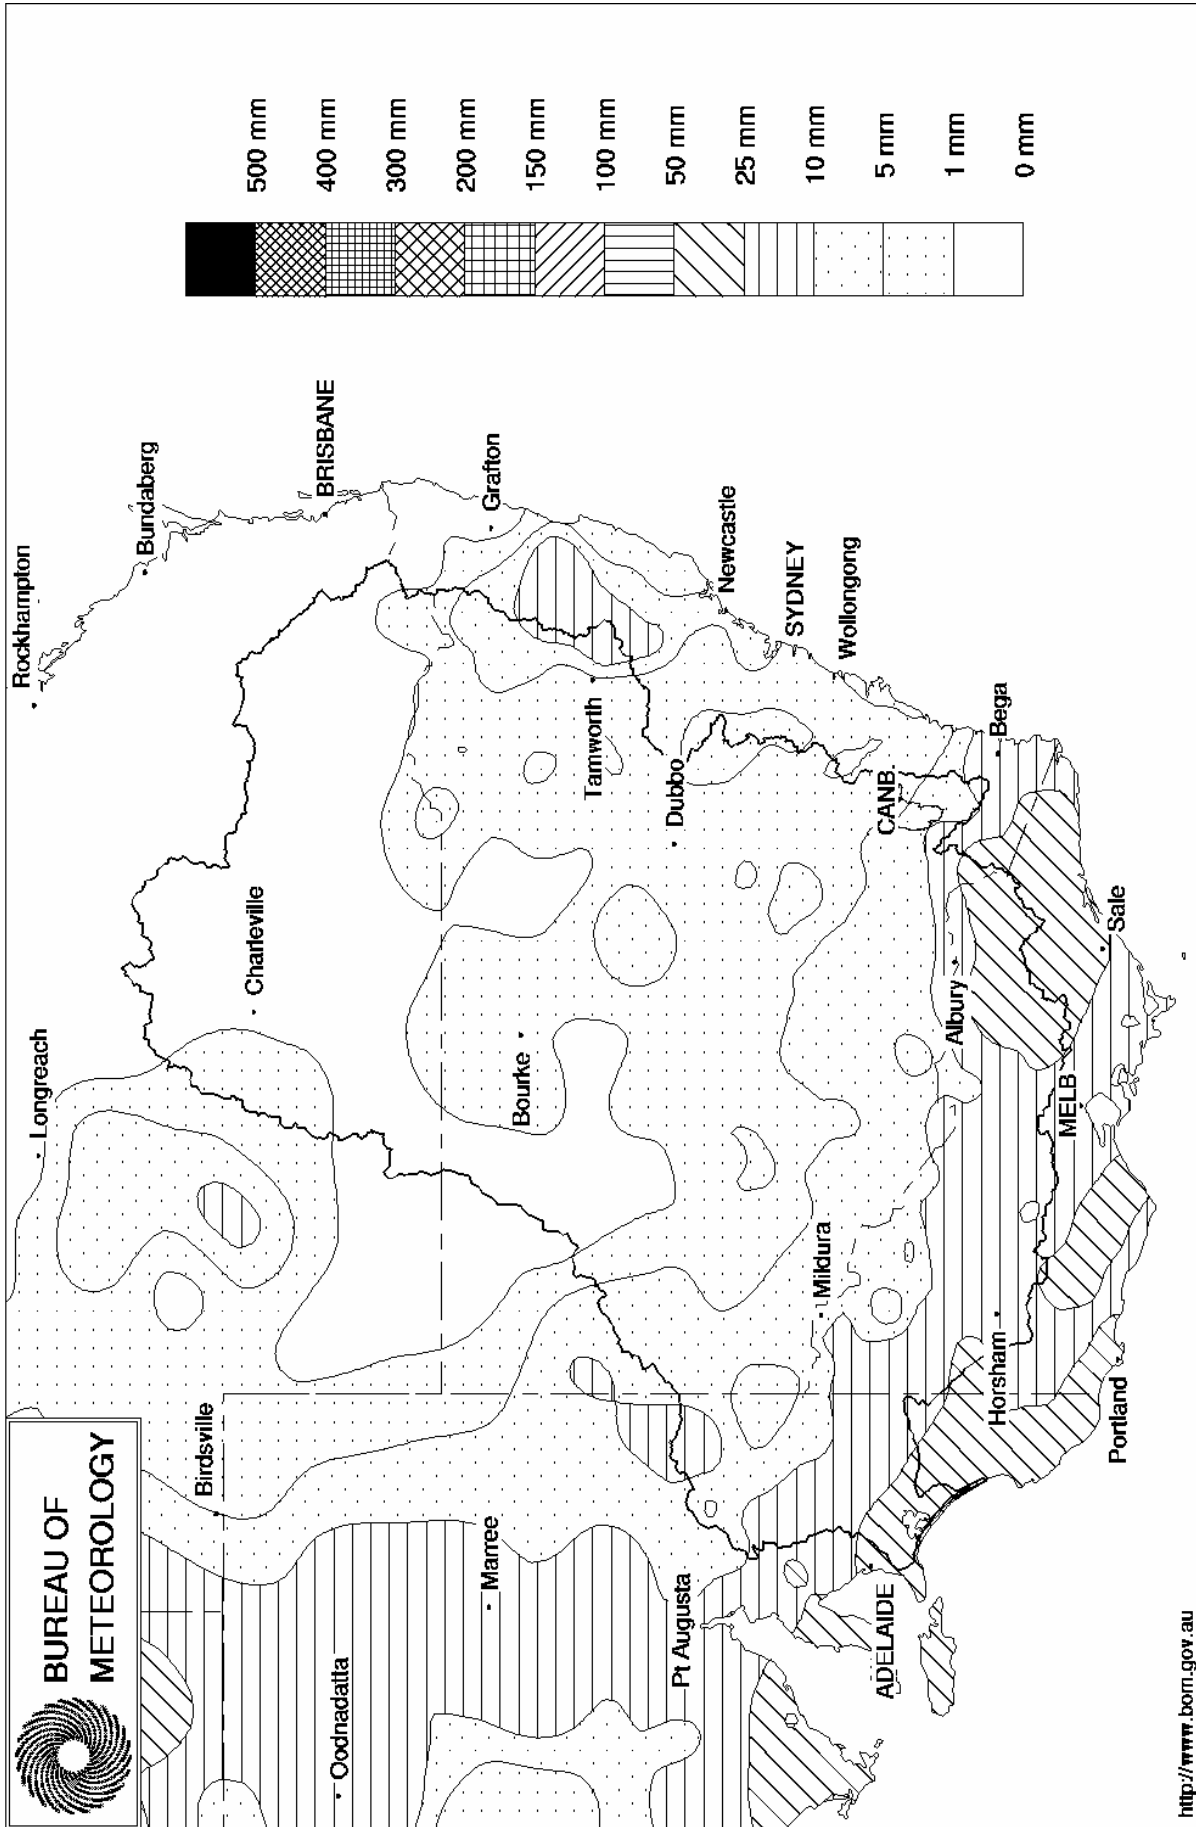 BUREAU OF
METEOROLOGY
Rockhampton
Longreach
Bundaberg
Birdsville
Charleville
BRISBANE
Oodnadatta
Marree
Bourke
Grafton
Tamworth
Pt Augusta
Dubbo
Newcastle
Mildura
SYDNEY
Wollongong
ADELAIDE
CANB.
Albury
Horsham
Bega
MELB
Portland
Sale
500 mm
400 mm
300 mm
200 mm
150 mm
100 mm
50 mm
25 mm
10 mm
5 mm
1 mm
0 mm
http://www.bom.gov.au